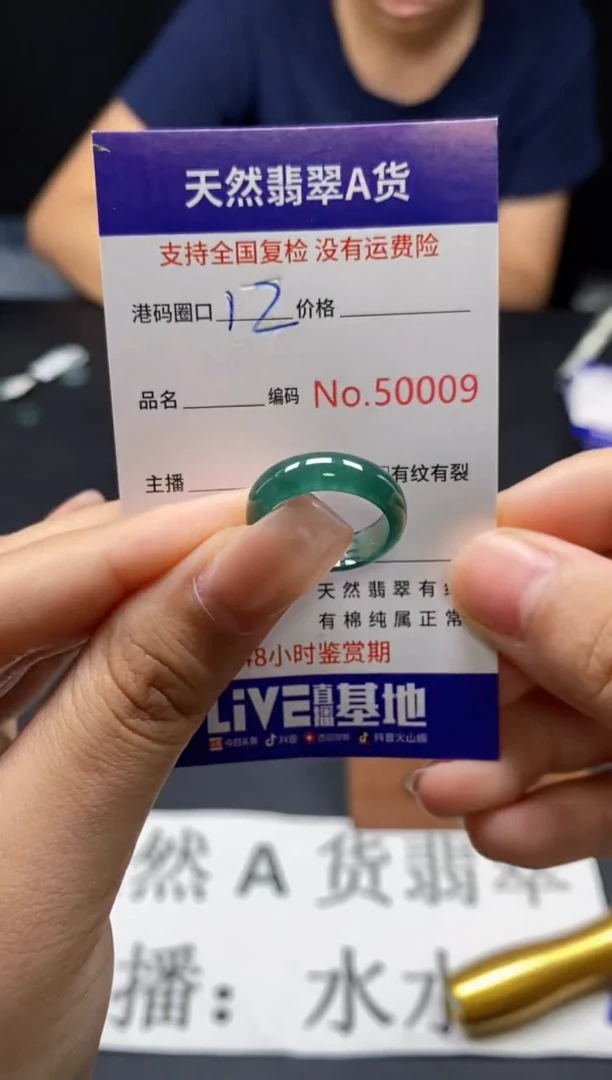 天然翡翠A货
支持全国复检 没有运费险
港码圈口 12 价格
品名 编码 No.50009
主播 有纹有裂
天然翡翠有
有棉纯属正常
48小时鉴赏期
LiVE直播基地
今日头条 抖音 西瓜视频 抖音火山版
然A货翡翠
播：水水